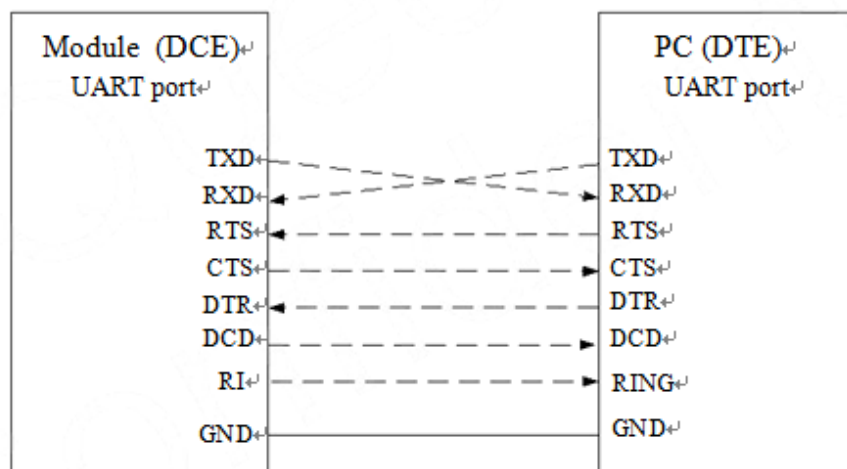 Module (DCE)↵
UART port↵
TXD↵
RXD↵
RTS↵
CTS↵
DTR↵
DCD↵
RI↵
GND↵
PC (DTE)↵
UART port↵
TXD↵
RXD↵
RTS↵
CTS↵
DTR↵
DCD↵
RING↵
GND↵